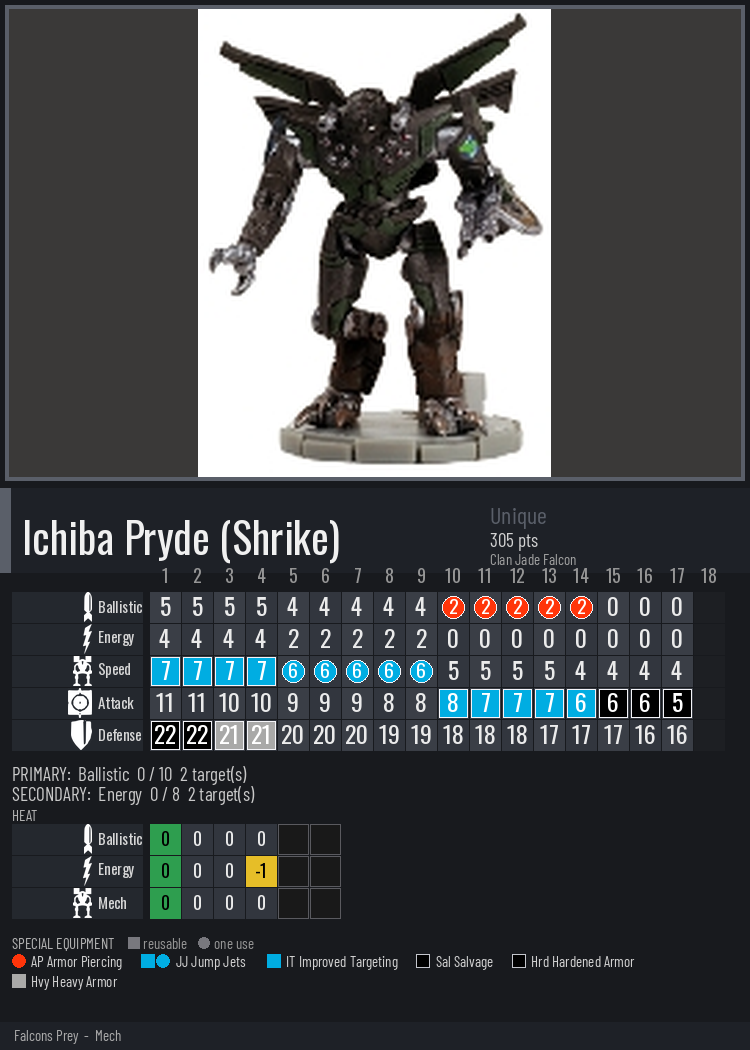 Ichiba Pryde (Shrike)
Unique
305 pts
Clan Jade Falcon
1 2 3 4 5 6 7 8 9 10 11 12 13 14 15 16 17 18
Ballistic 5 5 5 5 4 4 4 4 4 2 2 2 2 2 0 0 0
Energy 4 4 4 4 2 2 2 2 2 0 0 0 0 0 0 0 0
Speed 7 7 7 7 6 6 6 6 6 5 5 5 5 4 4 4 4
Attack 11 11 10 10 9 9 9 8 8 8 7 7 7 6 6 6 5
Defense 22 22 21 21 20 20 20 19 19 18 18 18 17 17 17 16 16
PRIMARY: Ballistic 0 / 10 2 target(s)
SECONDARY: Energy 0 / 8 2 target(s)
HEAT
Ballistic 0 0 0 0
Energy 0 0 0 -1
Mech 0 0 0 0
SPECIAL EQUIPMENT reusable one use
AP Armor Piercing JJ Jump Jets IT Improved Targeting Sal Salvage Hrd Hardened Armor
Hvy Heavy Armor
Falcons Prey - Mech